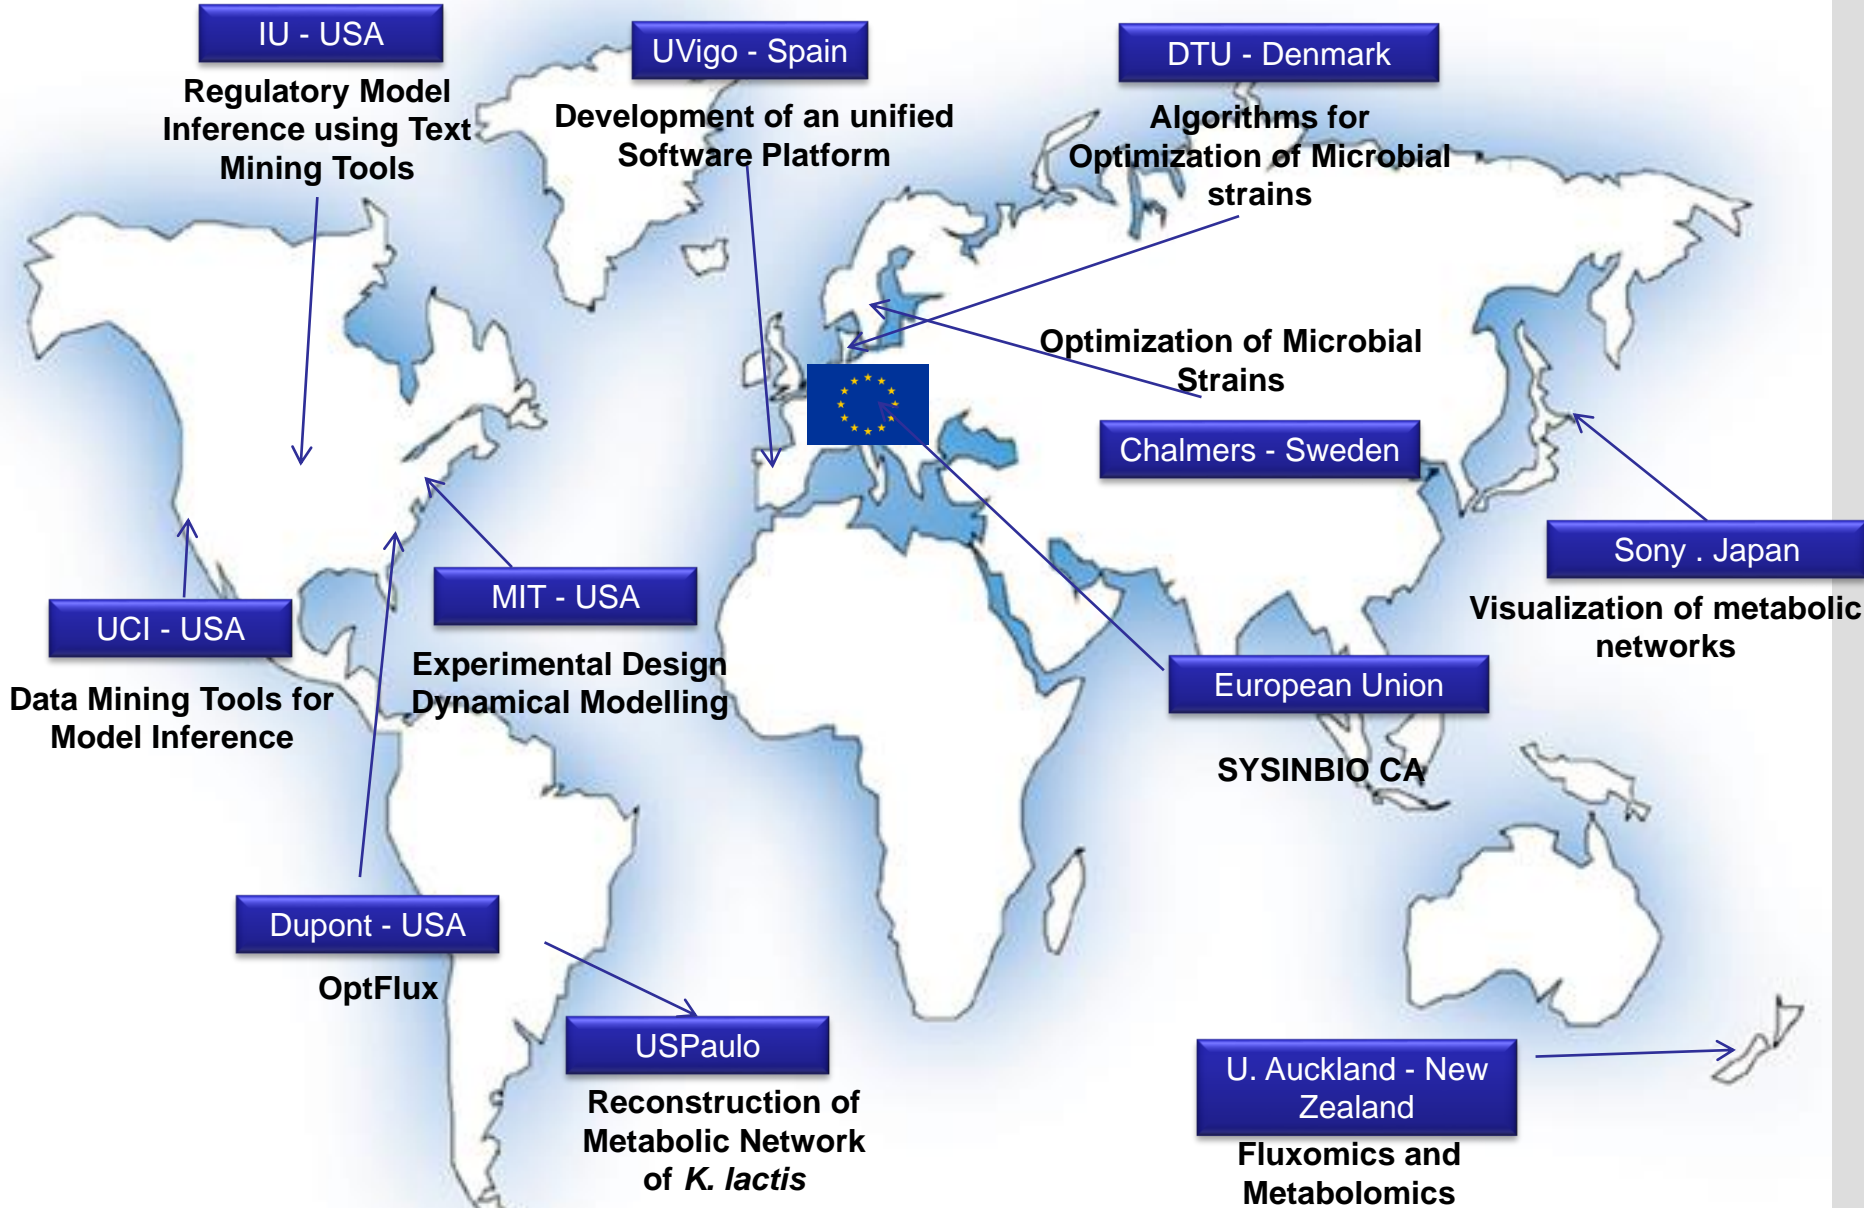 IU - USA
Regulatory Model
Inference using Text
Mining Tools
UVigo - Spain
Development of an unified
Software Platform
DTU - Denmark
Algorithms for
Optimization of Microbial
strains
Optimization of Microbial
Strains
Chalmers - Sweden
Sony . Japan
Visualization of metabolic
networks
UCI - USA
Data Mining Tools for
Model Inference
MIT - USA
Experimental Design
Dynamical Modelling
European Union
SYSINBIO CA
Dupont - USA
OptFlux
USPaulo
Reconstruction of
Metabolic Network
of K. lactis
U. Auckland - New
Zealand
Fluxomics and
Metabolomics